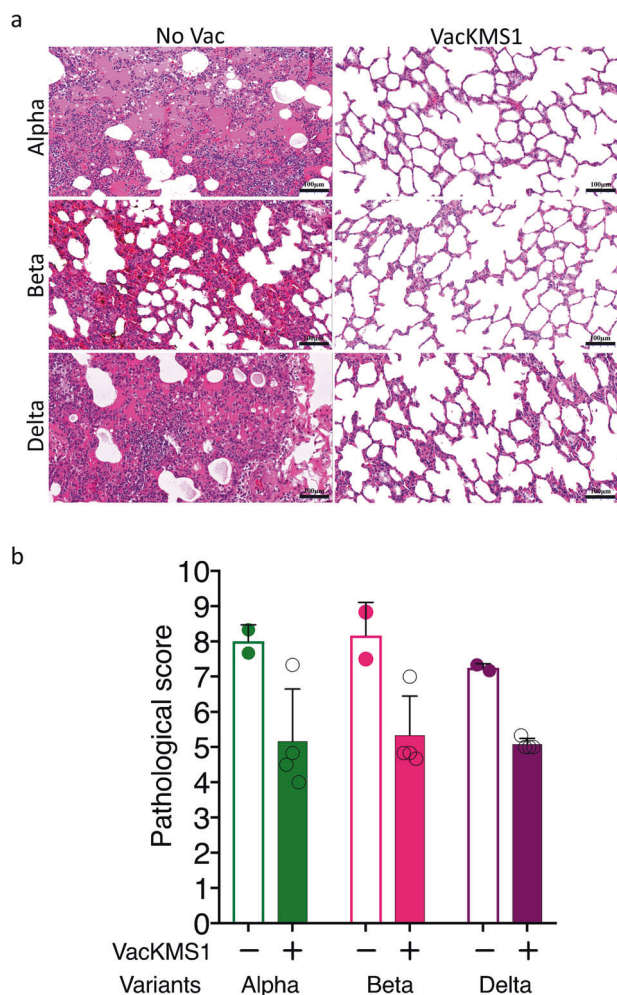 a
No Vac VacKMS1
Alpha
100μm 100μm
Beta
100μm 100μm
Delta
100μm 100μm
b
Pathological score
10
9
8
7
6
5
4
3
2
1
0
VacKMS1 − + − + − +
Variants Alpha Beta Delta